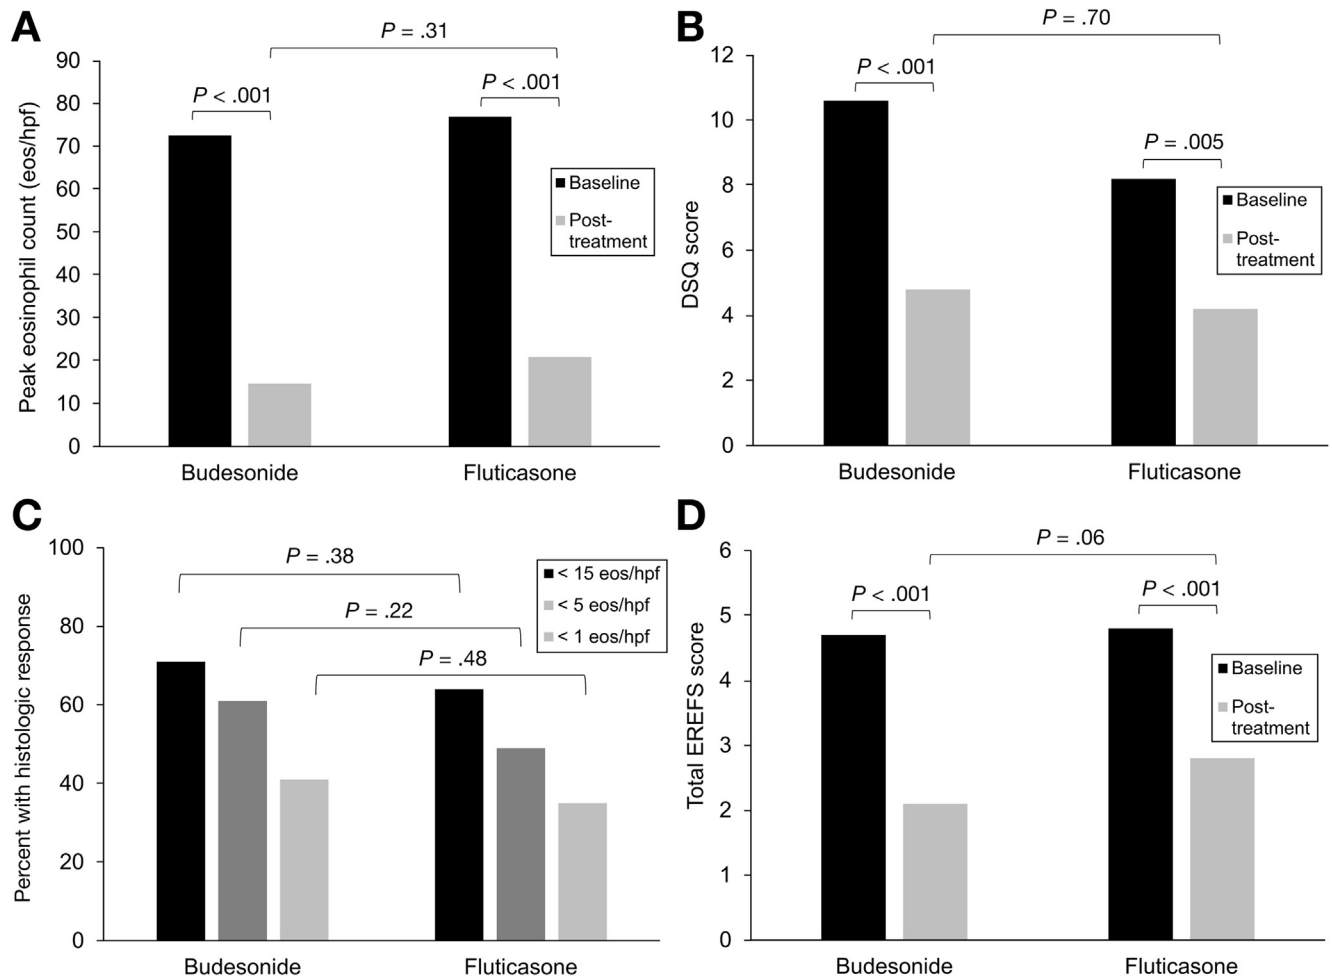 A
P = .31
90
80
70
60
50
40
30
20
10
0
Peak eosinophil count (eos/hpf)
P < .001
P < .001
Baseline
Post-
treatment
Budesonide
Fluticasone
B
P = .70
12
10
8
6
4
2
0
DSQ score
P < .001
P = .005
Baseline
Post-
treatment
Budesonide
Fluticasone
C
100
80
60
40
20
0
Percent with histologic response
P = .38
P = .22
P = .48
< 15 eos/hpf
< 5 eos/hpf
< 1 eos/hpf
Budesonide
Fluticasone
D
P = .06
6
5
4
3
2
1
0
Total EREFS score
P < .001
P < .001
Baseline
Post-
treatment
Budesonide
Fluticasone